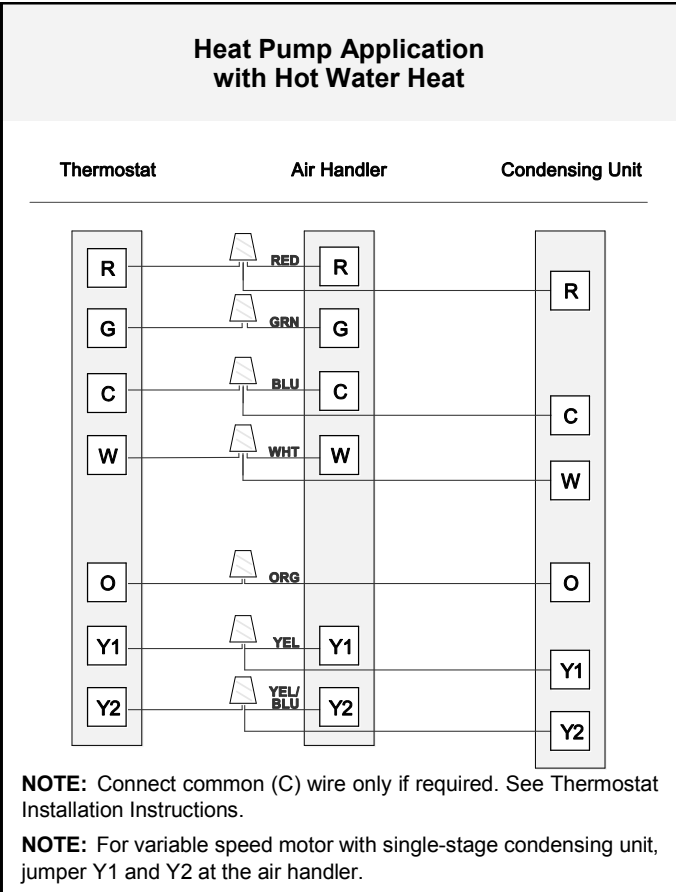 Heat Pump Application
with Hot Water Heat
Thermostat Air Handler Condensing Unit
R RED R
R
G GRN G
C BLU C
C
W WHT W
W
O ORG O
Y1 YEL Y1
Y1
Y2 YEL/
BLU Y2
Y2
NOTE: Connect common (C) wire only if required. See Thermostat
Installation Instructions.
NOTE: For variable speed motor with single-stage condensing unit,
jumper Y1 and Y2 at the air handler.